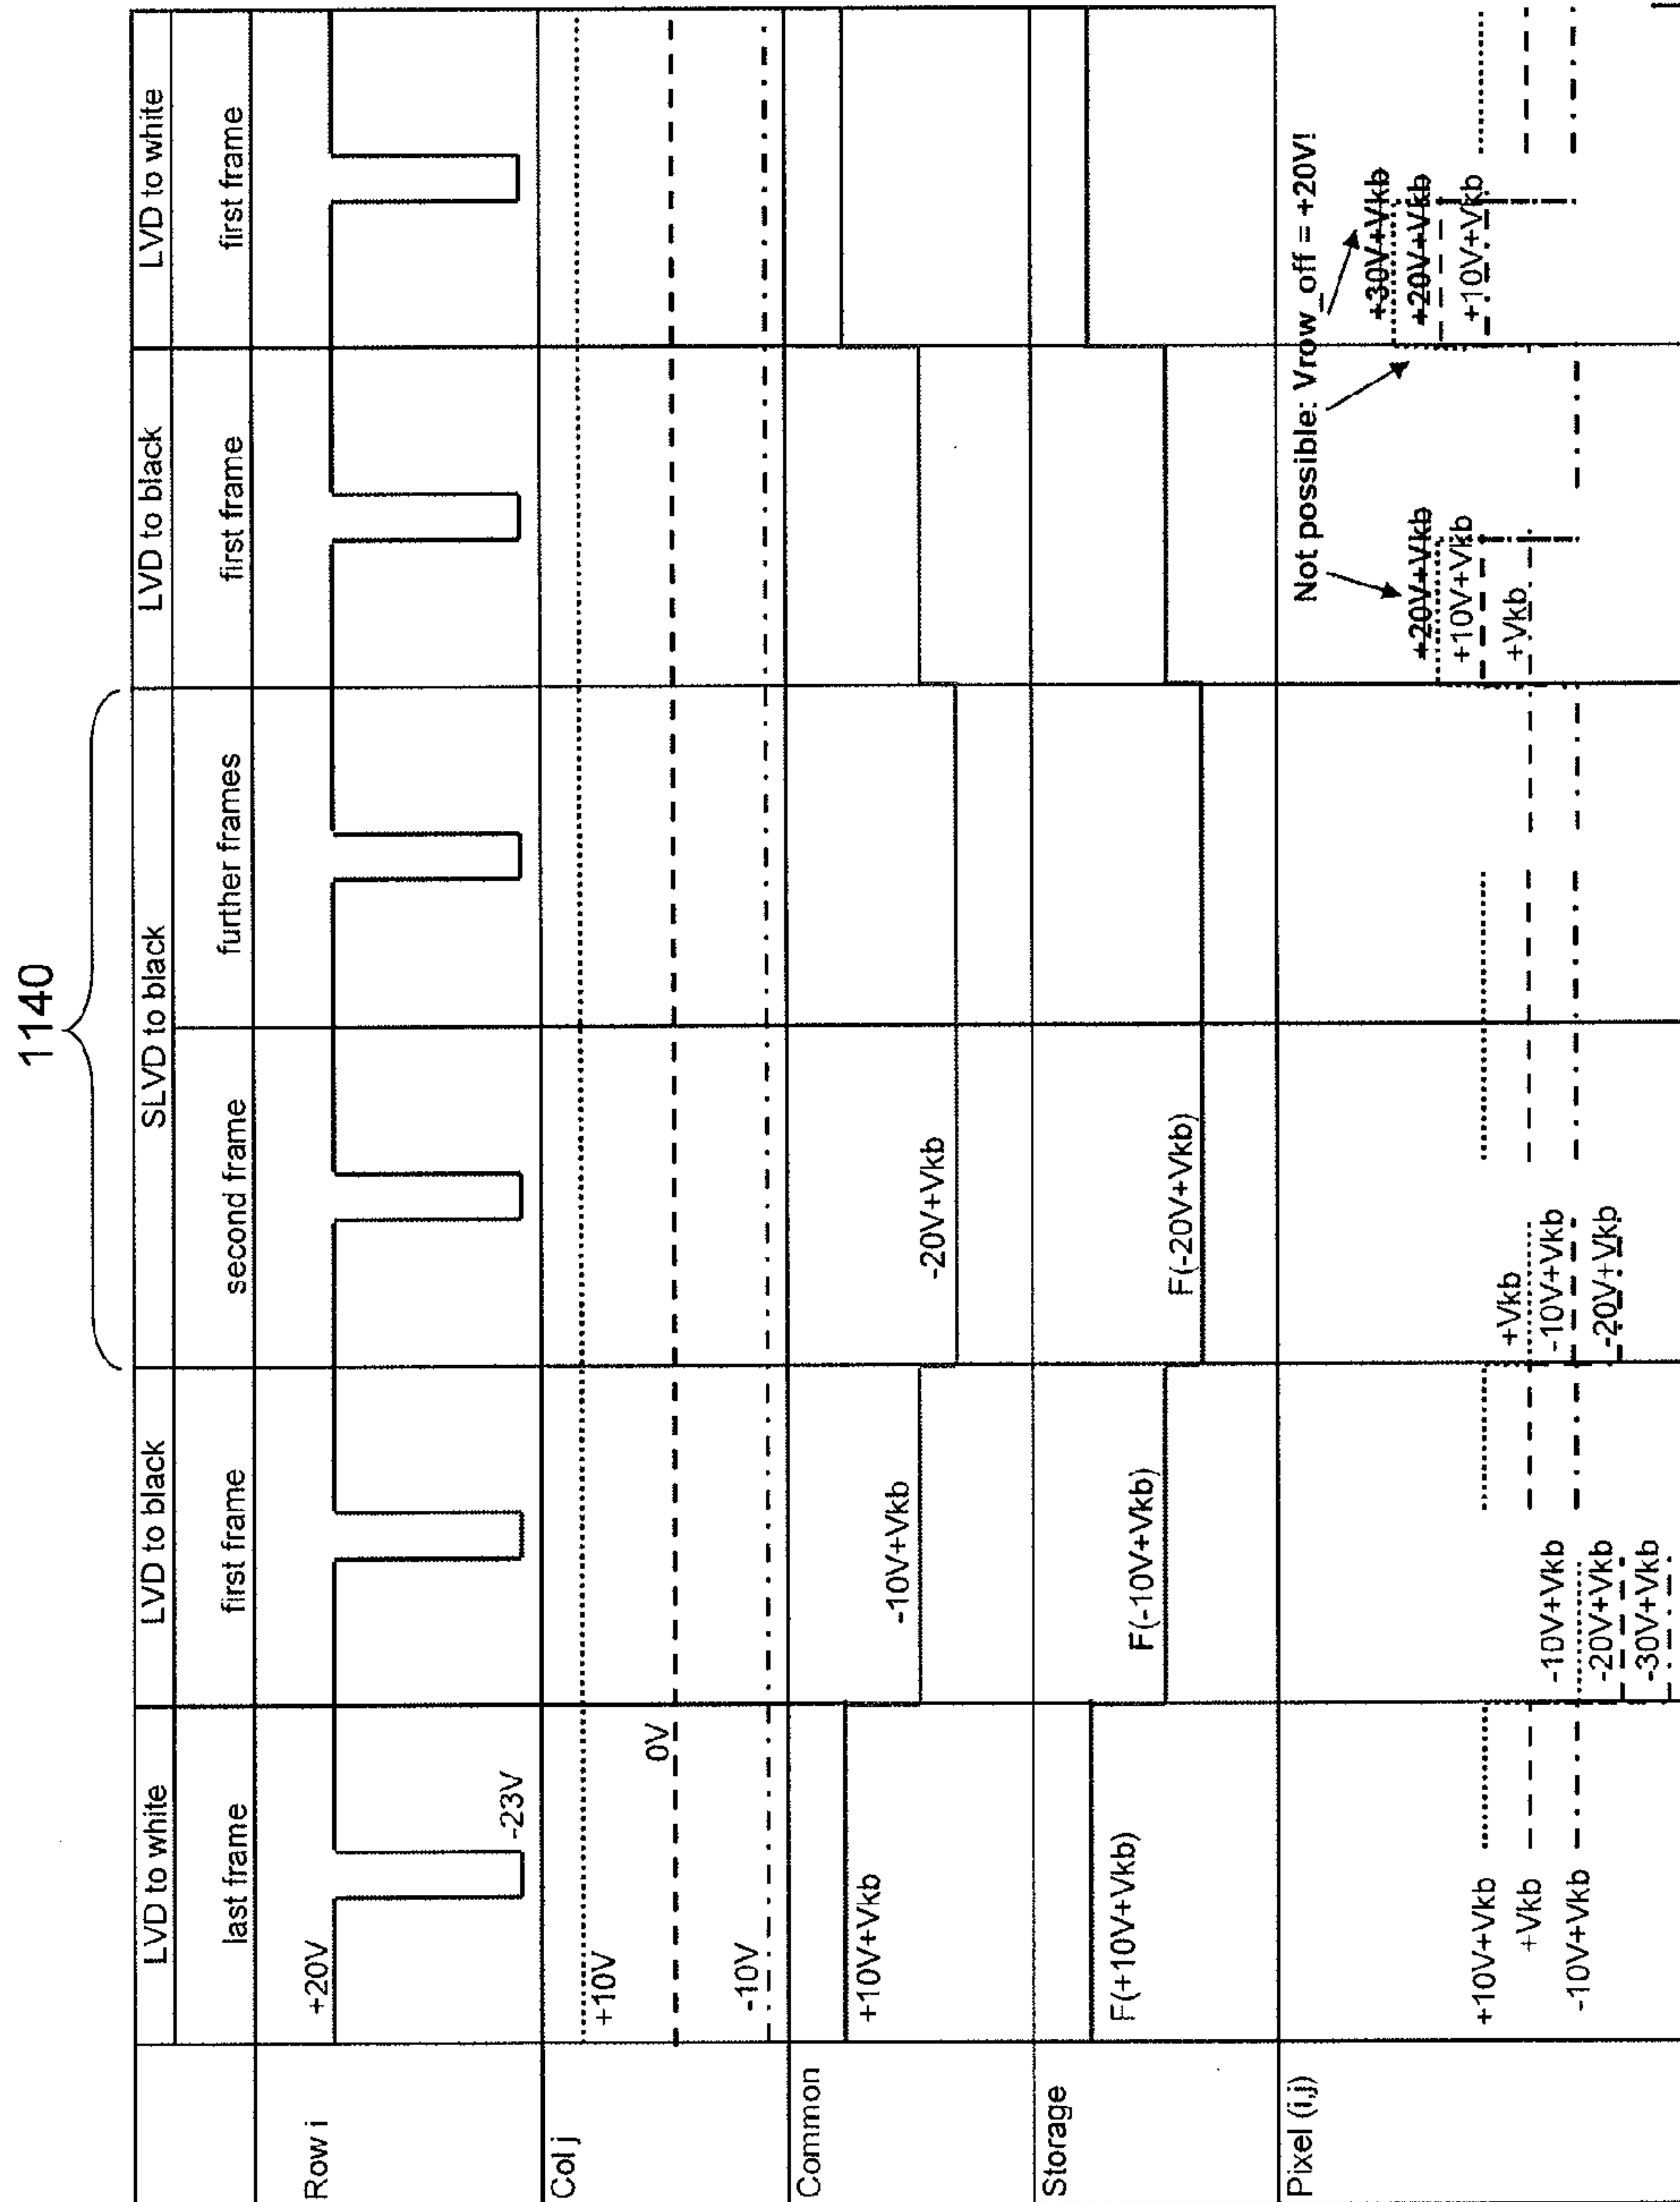 1140
LVD to white
LVD to black
SLVD to black
LVD to black
LVD to white
last frame
first frame
second frame
further frames
first frame
first frame
Row i
+20V
-23V
Col j
+10V
0V
-10V
Common
+10V+Vkb
-10V+Vkb
-20V+Vkb
Storage
F(+10V+Vkb)
F(-10V+Vkb)
F(-20V+Vkb)
Pixel (i,j)
Not possible: Vrow_off = +20V!
+10V+Vkb
+Vkb
-10V+Vkb
-10V+Vkb
-20V+Vkb
-30V+Vkb
+Vkb
-10V+Vkb
-20V+Vkb
+20V+Vkb
+10V+Vkb
+Vkb
+30V+Vkb
+20V+Vkb
+10V+Vkb